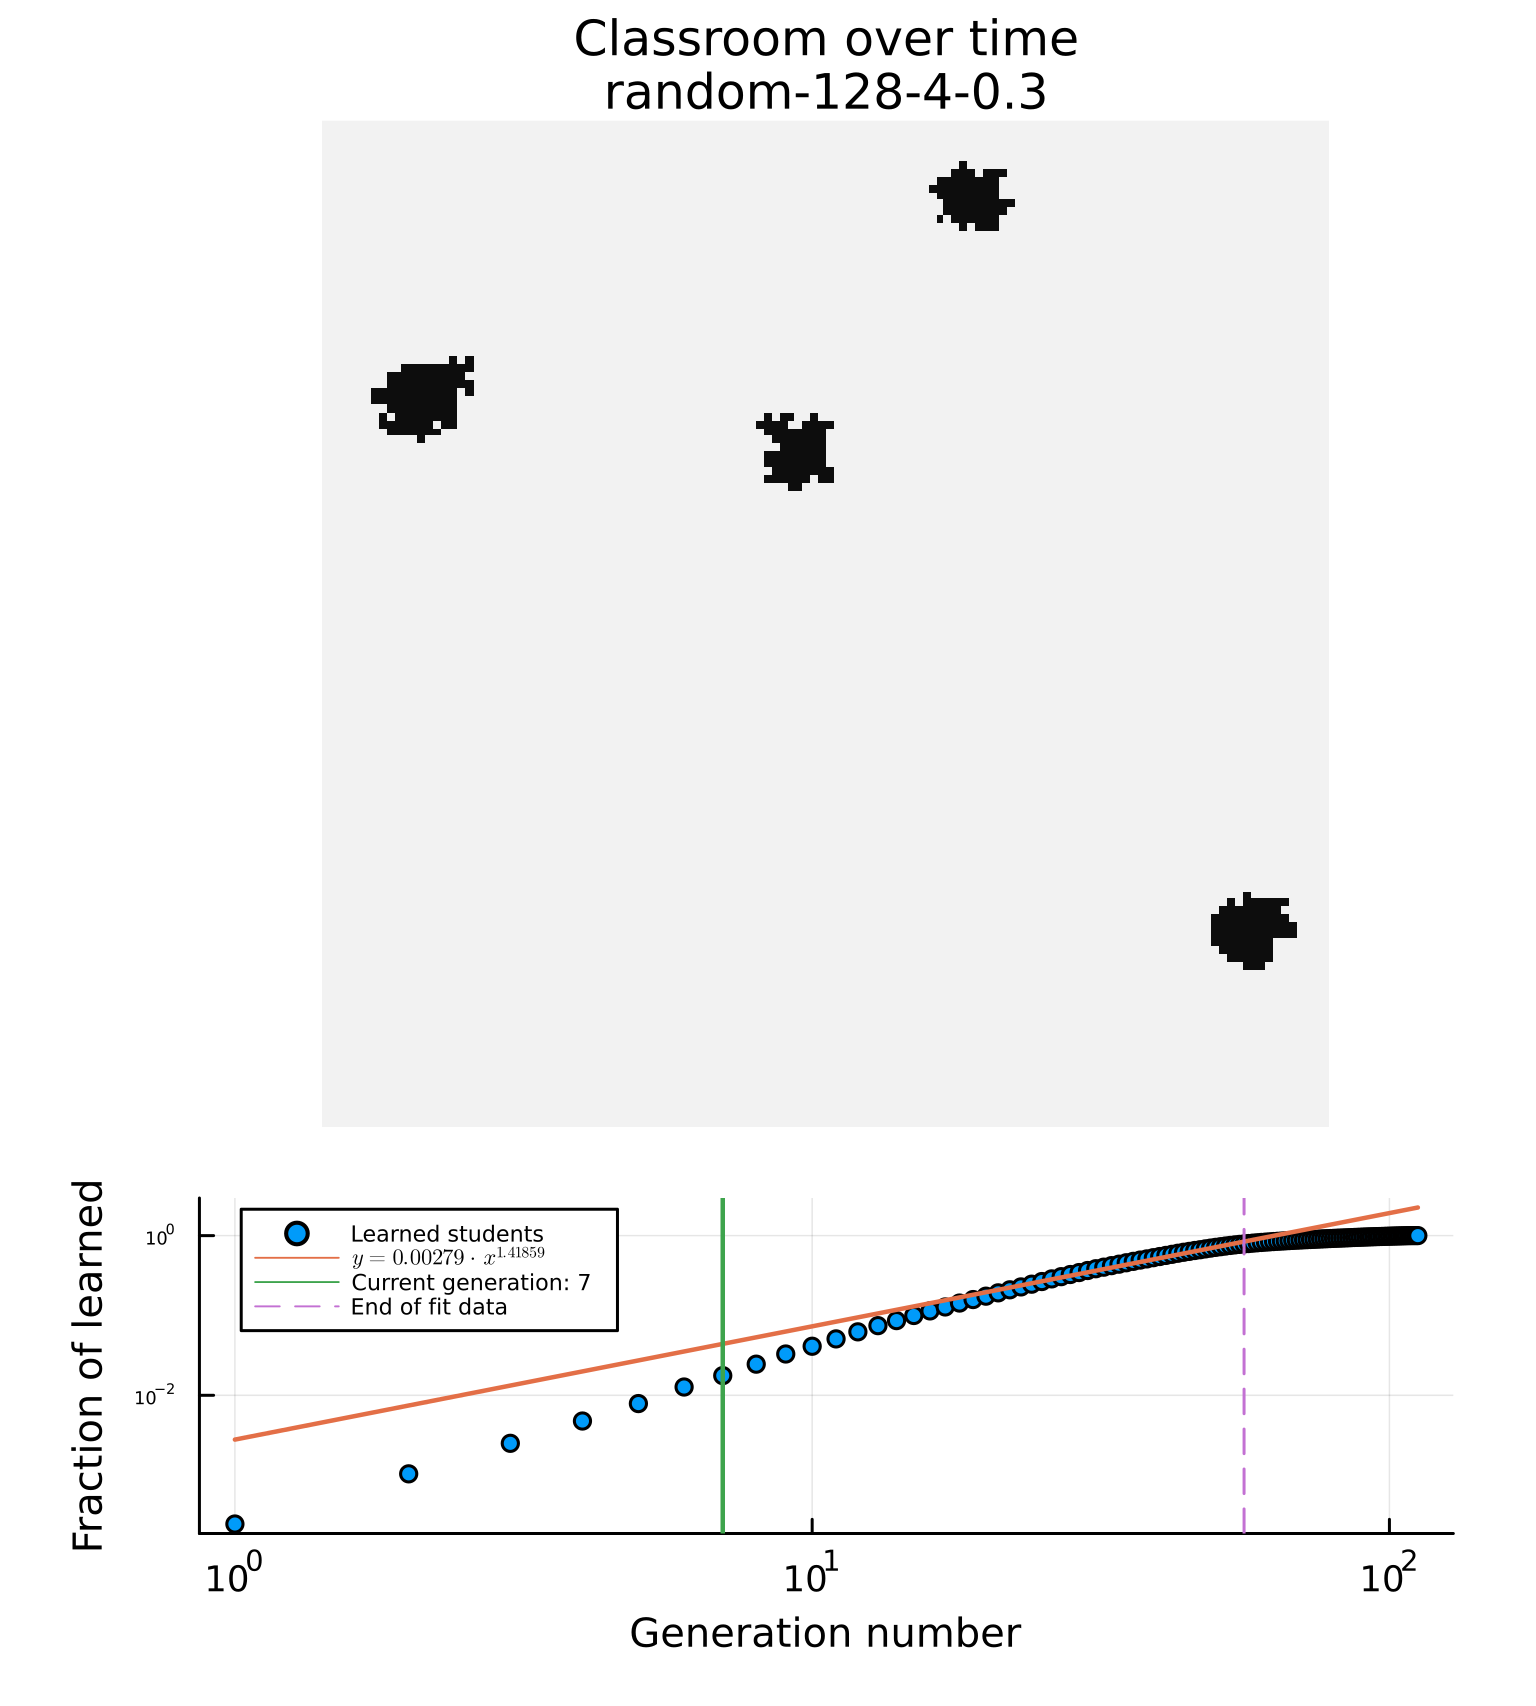 Classroom over time
random-128-4-0.3
Fraction of learned
10^0
10^-2
Learned students
y = 0.00279 · x^1.41859
Current generation: 7
End of fit data
10^0 10^1 10^2
Generation number